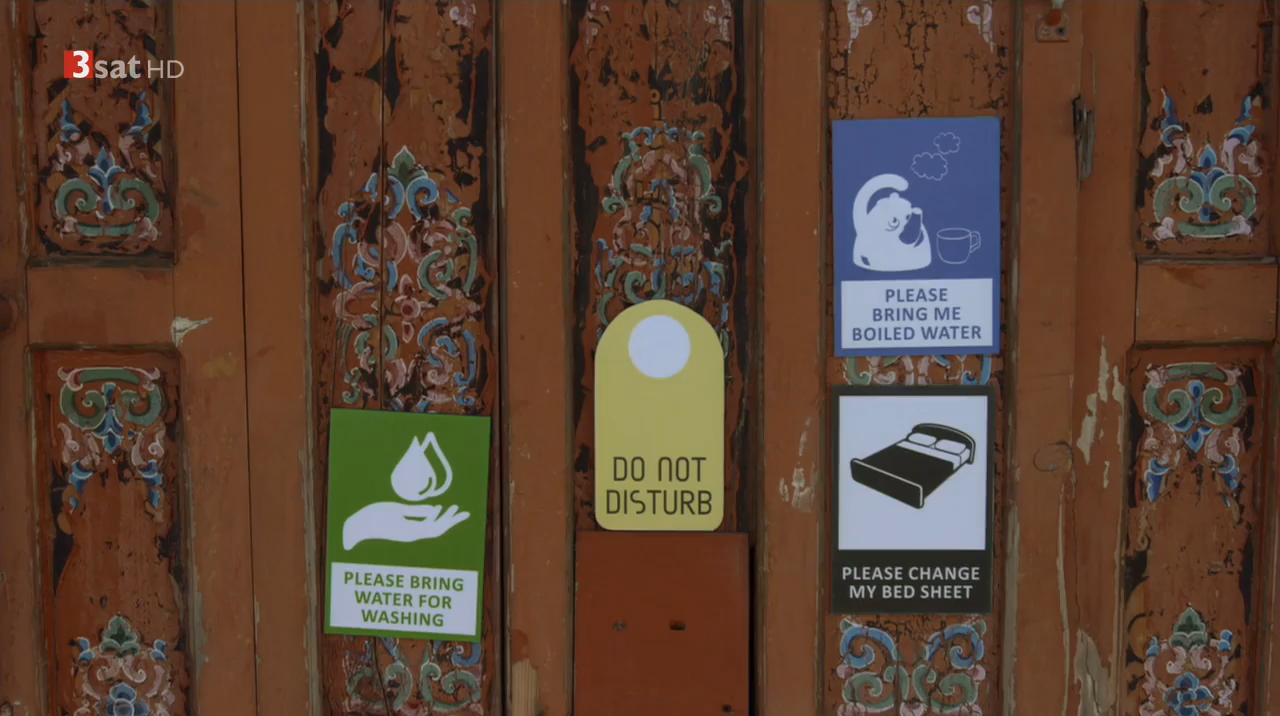 3sat HD
PLEASE
BRING ME
BOILED WATER
DO NOT
DISTURB
PLEASE BRING
WATER FOR
WASHING
PLEASE CHANGE
MY BED SHEET